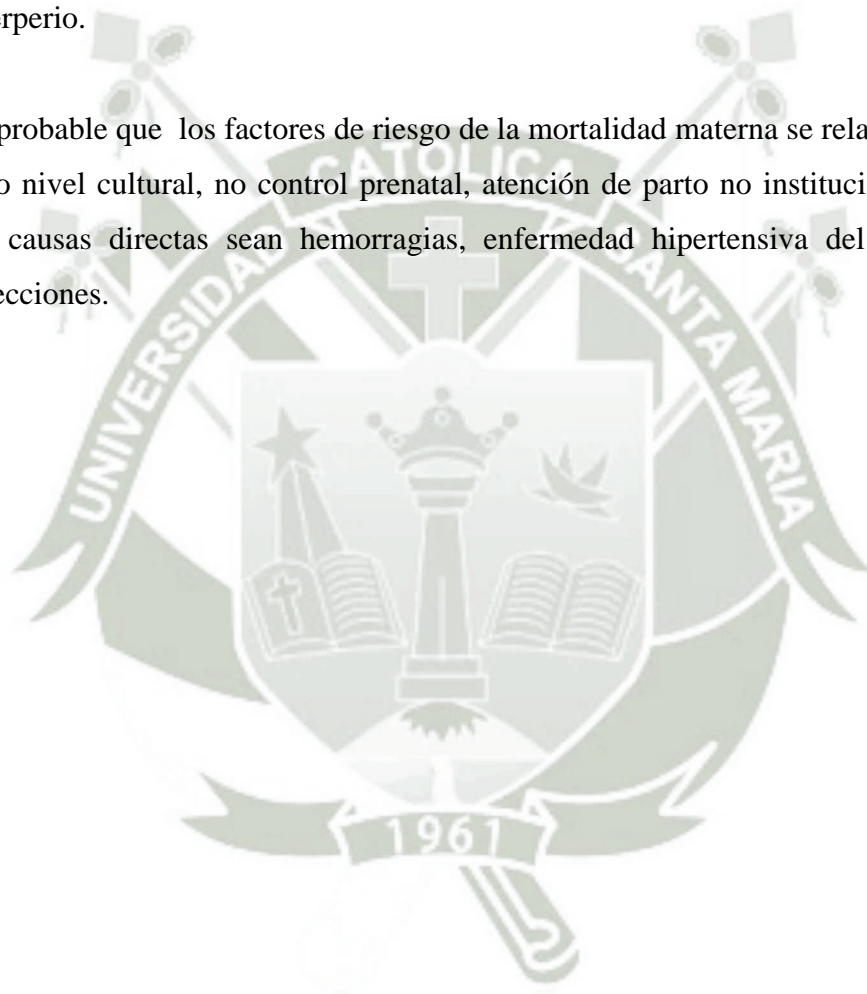 erperio.
probable que los factores de riesgo de la mortalidad materna se rela
o nivel cultural, no control prenatal, atención de parto no instituci
causas directas sean hemorragias, enfermedad hipertensiva del
ecciones.
UNIVERSIDAD CATOLICA SANTA MARIA
1961